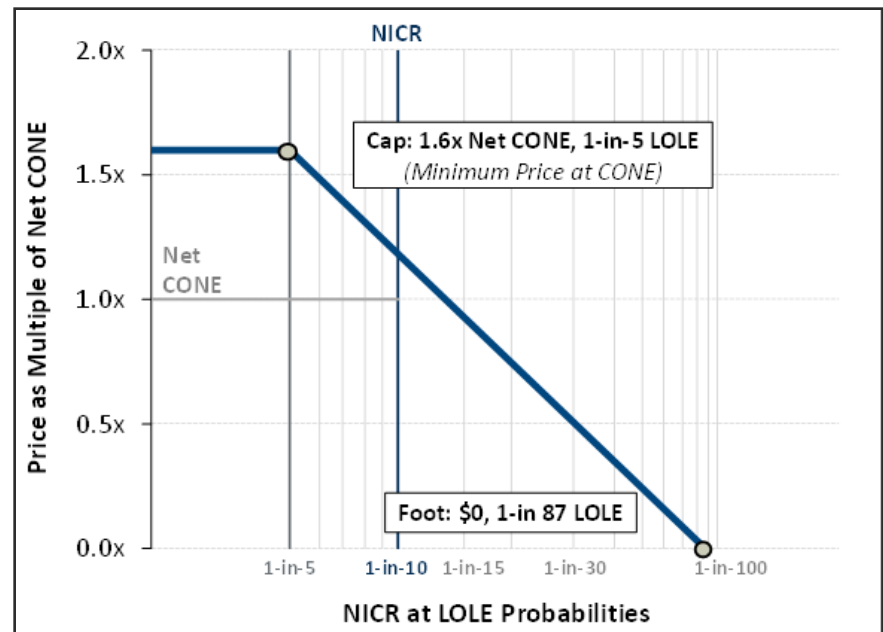 NICR
2.0x
Cap: 1.6x Net CONE, 1-in-5 LOLE
(Minimum Price at CONE)
1.5x
Net
CONE
1.0x
0.5x
Foot: $0, 1-in 87 LOLE
0.0x
Price as Multiple of Net CONE
1-in-5 1-in-10 1-in-15 1-in-30 1-in-100
NICR at LOLE Probabilities